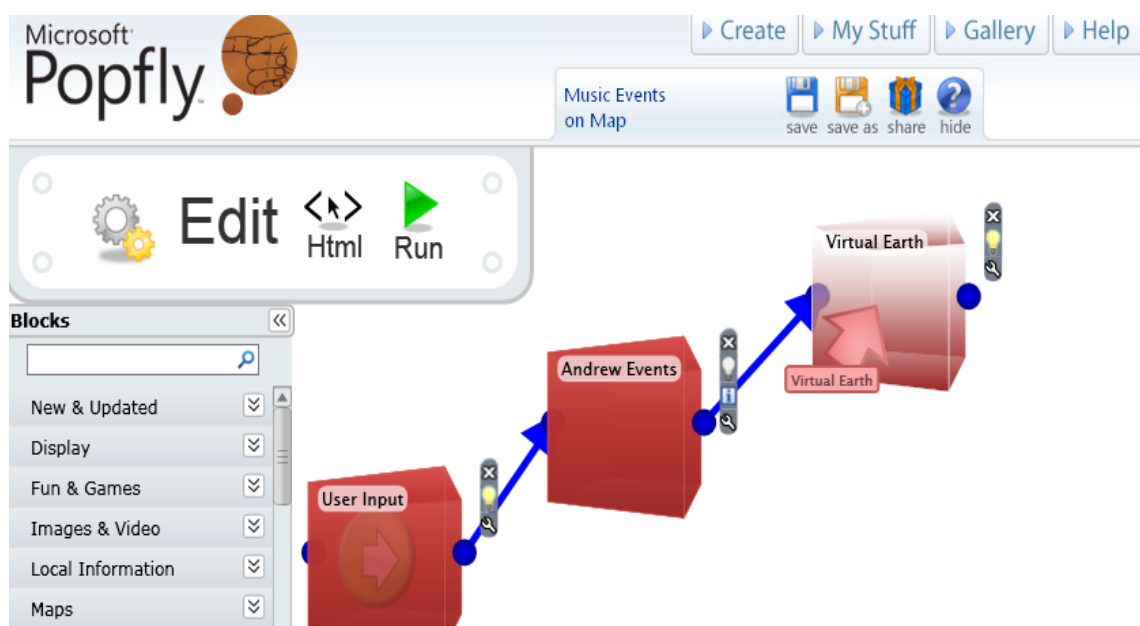 Microsoft
Popfly
Create
My Stuff
Gallery
Help
Music Events
on Map
save
save as
share
hide
Edit
Html
Run
Blocks
New & Updated
Display
Fun & Games
Images & Video
Local Information
Maps
User Input
Andrew Events
Virtual Earth
Virtual Earth